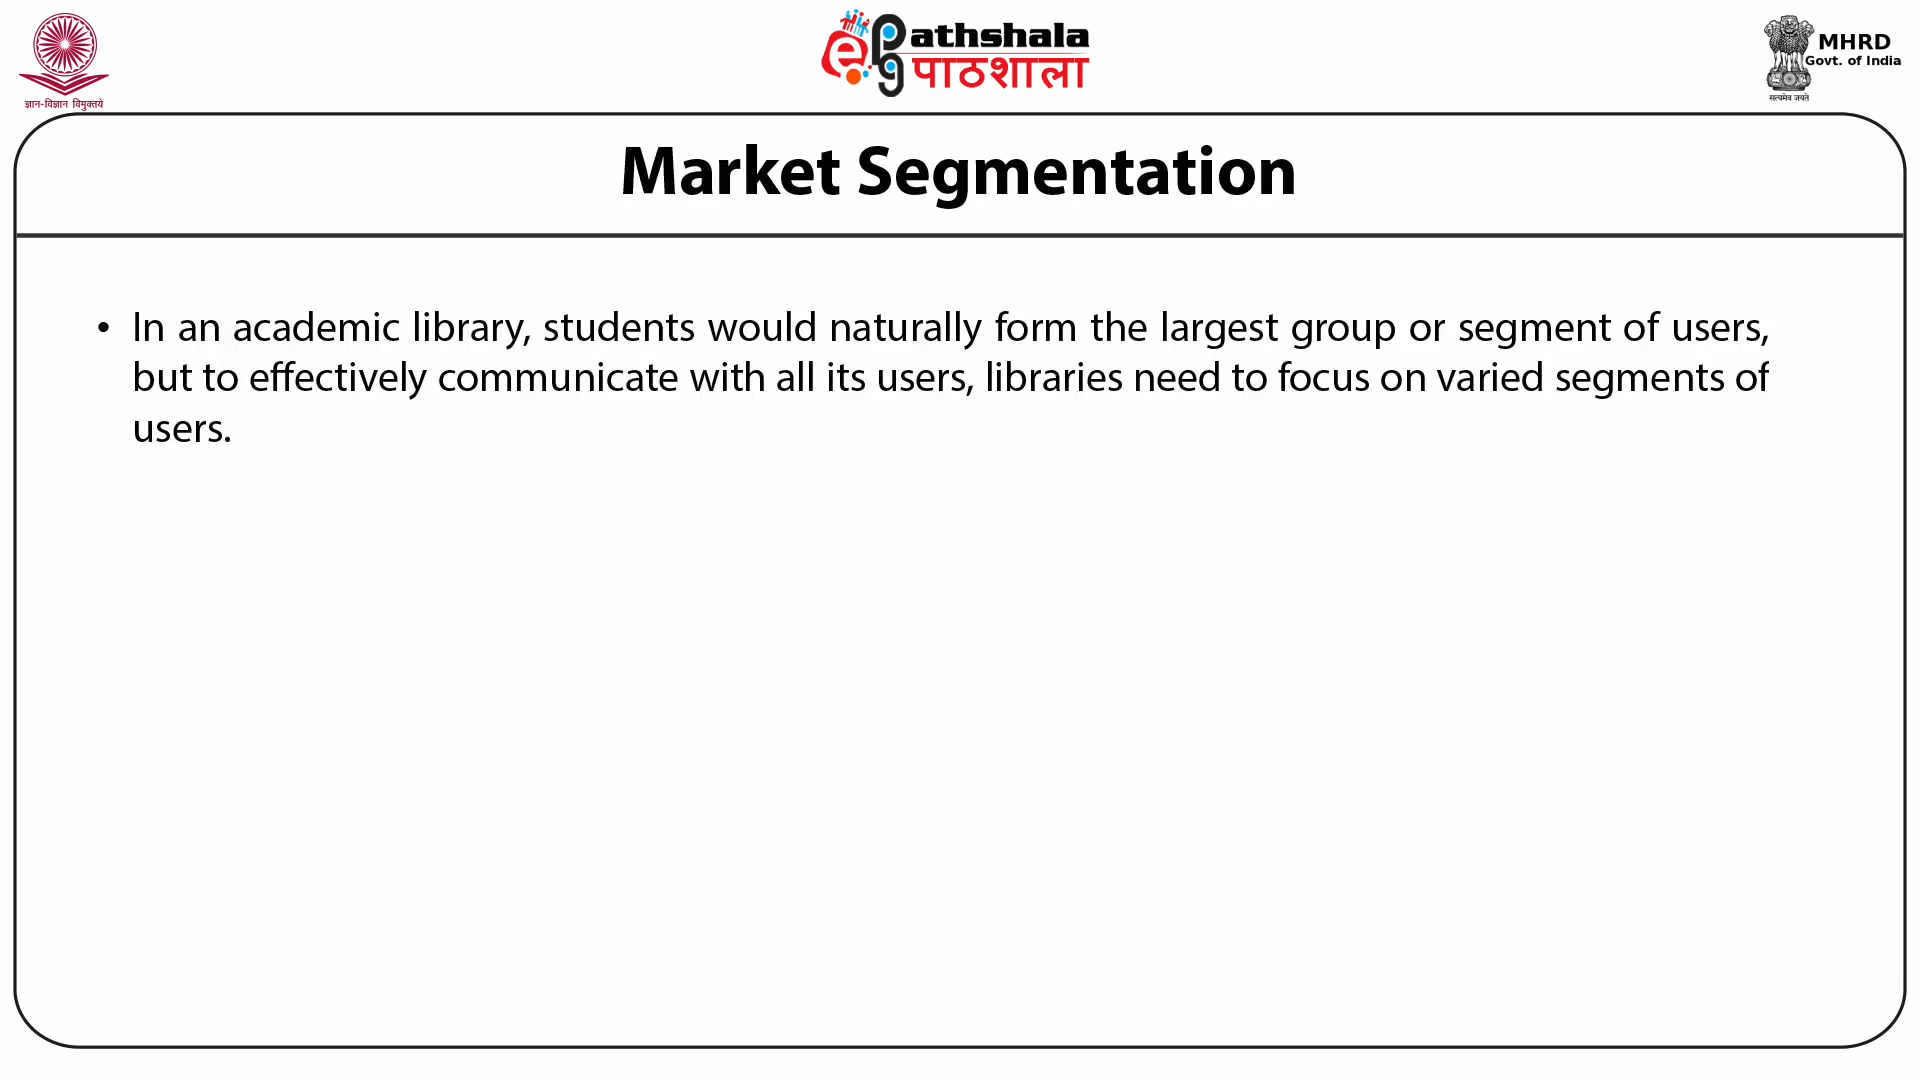 ज्ञान-विज्ञान विमुक्तये
e pg athshala
पाठशाला
MHRD
Govt. of India
सत्यमेव जयते
Market Segmentation
• In an academic library, students would naturally form the largest group or segment of users,
but to effectively communicate with all its users, libraries need to focus on varied segments of
users.